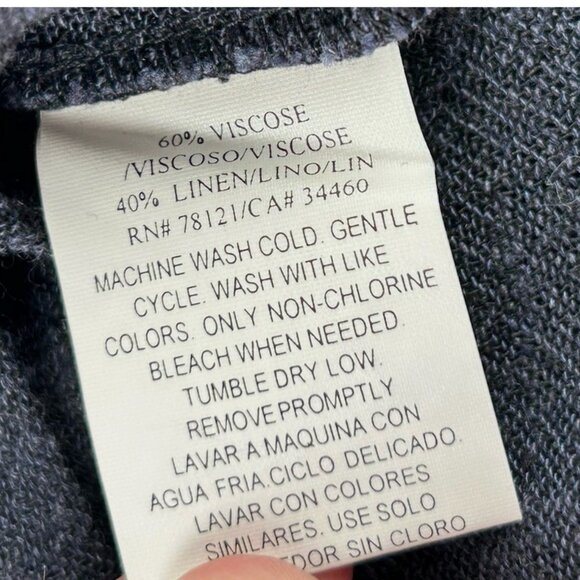 60% VISCOSE
/VISCOSO/VISCOSE
40% LINEN/LINO/LIN
RN# 78121/CA# 34460
MACHINE WASH COLD. GENTLE
CYCLE. WASH WITH LIKE
COLORS. ONLY NON-CHLORINE
BLEACH WHEN NEEDED.
TUMBLE DRY LOW.
REMOVE PROMPTLY
LAVAR A MAQUINA CON
AGUA FRIA.CICLO DELICADO.
LAVAR CON COLORES
SIMILARES. USE SOLO
SIN CLORO